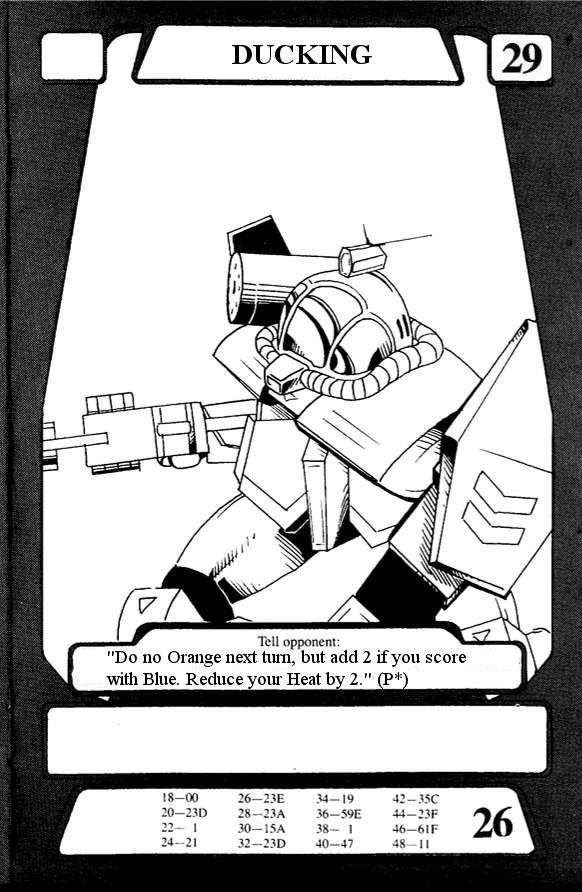 DUCKING
29
Tell opponent:
"Do no Orange next turn, but add 2 if you score
with Blue. Reduce your Heat by 2." (P*)
18—00 26—23E 34—19 42—35C
20—23D 28—23A 36—59E 44—23F
22— 1 30—15A 38— 1 46—61F
24—21 32—23D 40—47 48—11
26